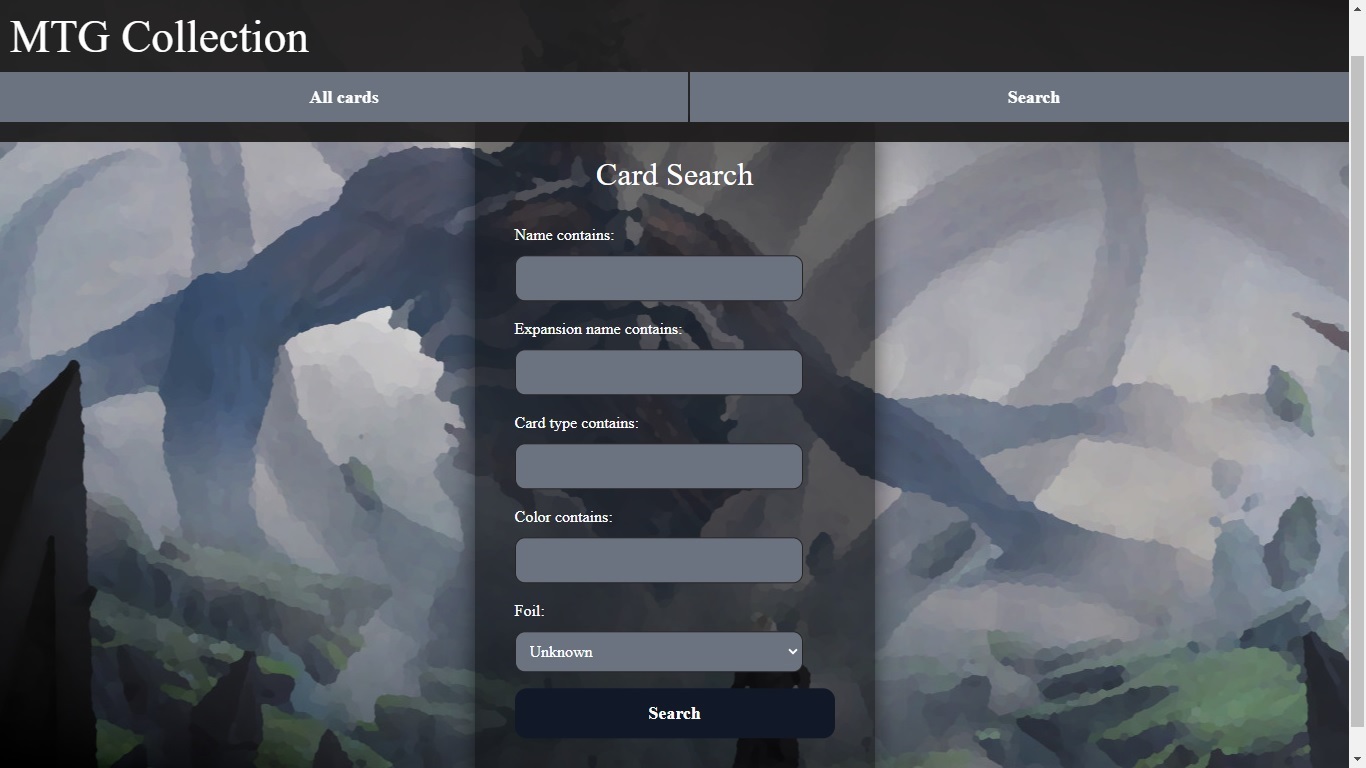 MTG Collection
All cards
Search
Card Search
Name contains:
Expansion name contains:
Card type contains:
Color contains:
Foil:
Unknown
Search